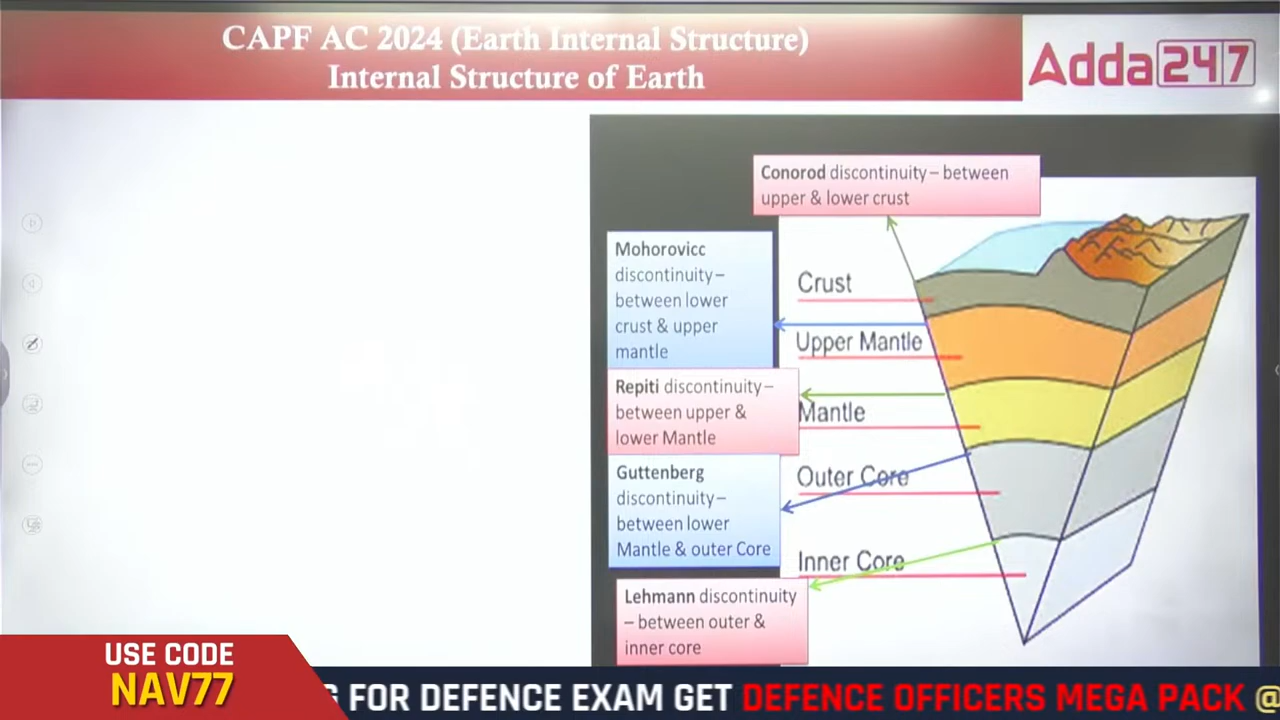 CAPF AC 2024 (Earth Internal Structure)
Internal Structure of Earth
Adda247
Conorod discontinuity – between
upper & lower crust
Mohorovicc
discontinuity –
between lower
crust & upper
mantle
Crust
Upper Mantle
Repiti discontinuity –
between upper &
lower Mantle
Mantle
Guttenberg
discontinuity –
between lower
Mantle & outer Core
Outer Core
Inner Core
Lehmann discontinuity
– between outer &
inner core
USE CODE
NAV77
G FOR DEFENCE EXAM GET DEFENCE OFFICERS MEGA PACK @